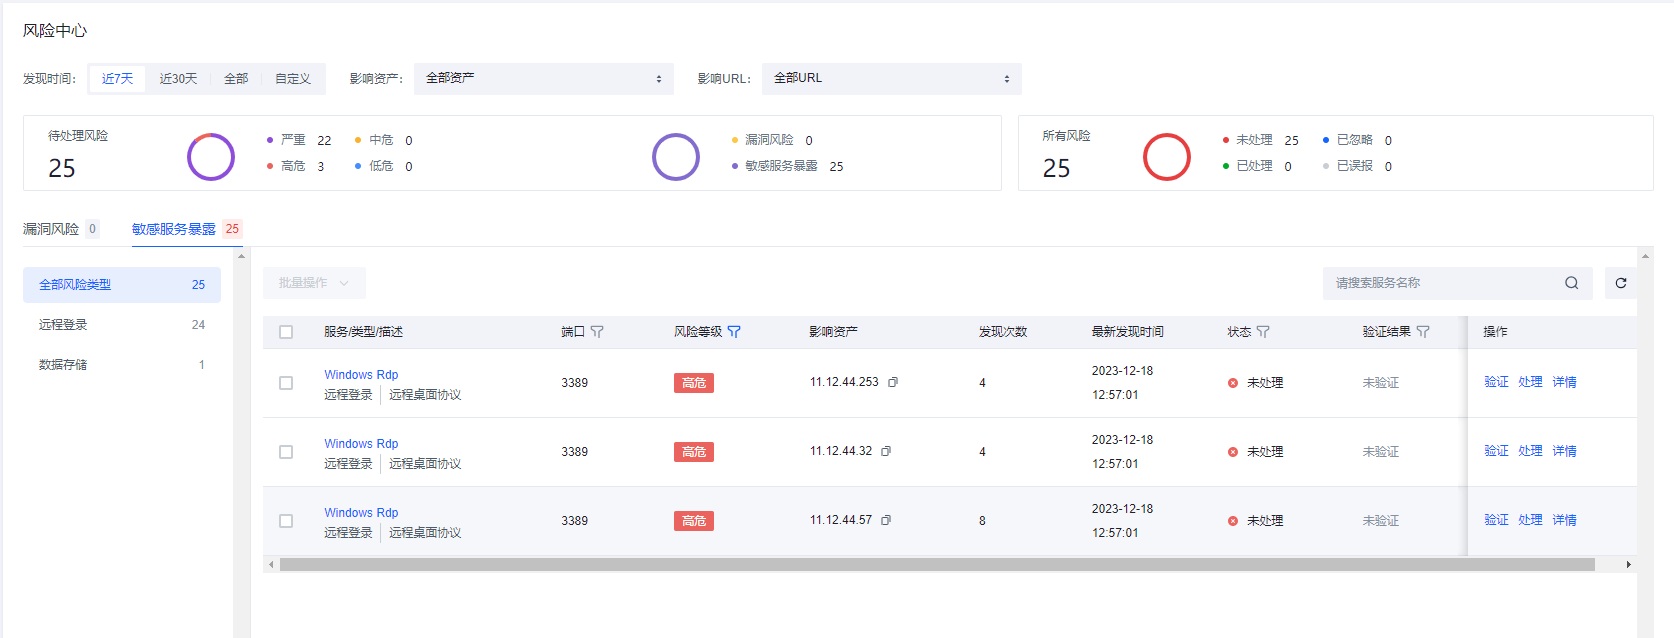 风险中心
发现时间: 近7天 近30天 全部 自定义 影响资产: 全部资产 影响URL: 全部URL
待处理风险 25 严重 22 中危 0 高危 3 低危 0 漏洞风险 0 敏感服务暴露 25
所有风险 25 未处理 25 已忽略 0 已处理 0 已误报 0
漏洞风险 0 敏感服务暴露 25
全部风险类型 25
远程登录 24
数据存储 1
批量操作 请搜索服务名称
服务/类型/描述 端口 风险等级 影响资产 发现次数 最新发现时间 状态 验证结果 操作
Windows Rdp 远程登录 远程桌面协议 3389 高危 11.12.44.253 4 2023-12-18 12:57:01 未处理 未验证 验证 处理 详情
Windows Rdp 远程登录 远程桌面协议 3389 高危 11.12.44.32 4 2023-12-18 12:57:01 未处理 未验证 验证 处理 详情
Windows Rdp 远程登录 远程桌面协议 3389 高危 11.12.44.57 8 2023-12-18 12:57:01 未处理 未验证 验证 处理 详情